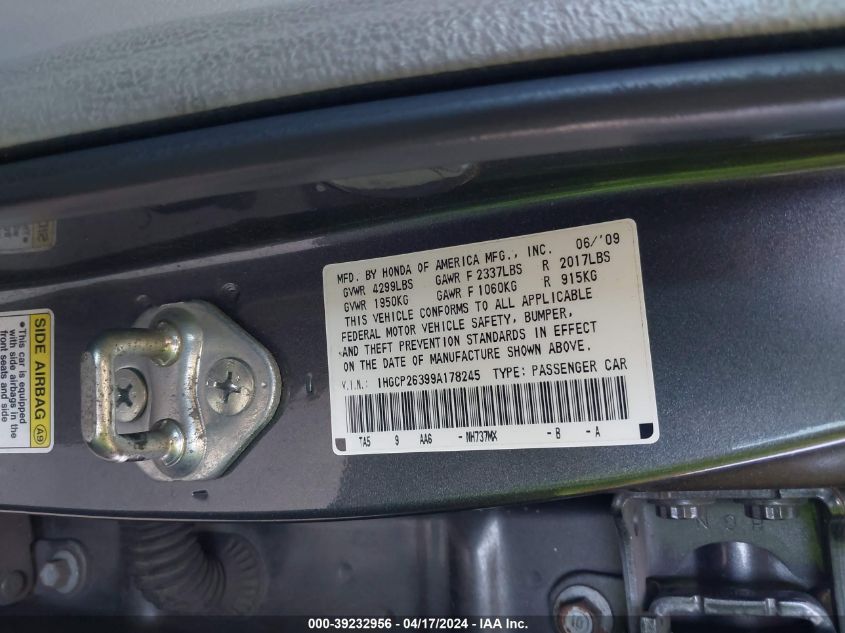 MFD. BY HONDA OF AMERICA MFG., INC. 06/'09
GVWR 4299LBS GAWR F 2337LBS R 2017LBS
GVWR 1950KG GAWR F 1060KG R 915KG
THIS VEHICLE CONFORMS TO ALL APPLICABLE
FEDERAL MOTOR VEHICLE SAFETY, BUMPER,
AND THEFT PREVENTION STANDARDS IN EFFECT
ON THE DATE OF MANUFACTURE SHOWN ABOVE.
V.I.N.: 1HGCP26399A178245 TYPE: PASSENGER CAR
TA5 9 AAG - NH737MX - B - A
SIDE AIRBAG A9
•This car is equipped
with side airbags in the
front seats and
000-39232956 - 04/17/2024 - IAA Inc.